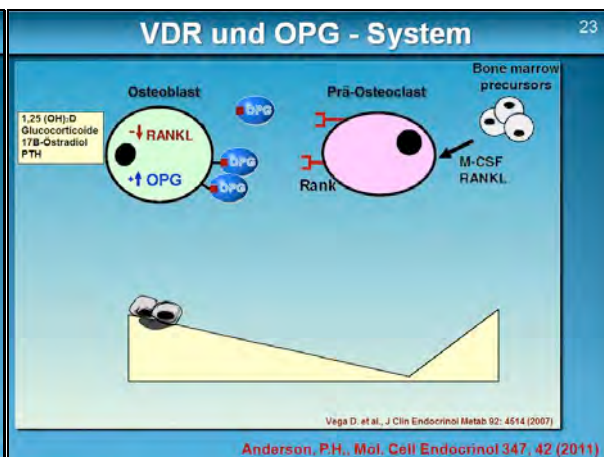 VDR und OPG - System
23
Bone marrow
precursors
Osteoblast
Prä-Osteoclast
1,25 (OH)2D
Glucocorticoide
17B-Östradiol
PTH
-↓ RANKL
+↑ OPG
OPG
OPG
OPG
Rank
M-CSF
RANKL
Vega D. et al., J Clin Endocrinol Metab 92: 4514 (2007)
Anderson, P.H., Mol. Cell Endocrinol 347, 42 (2011)